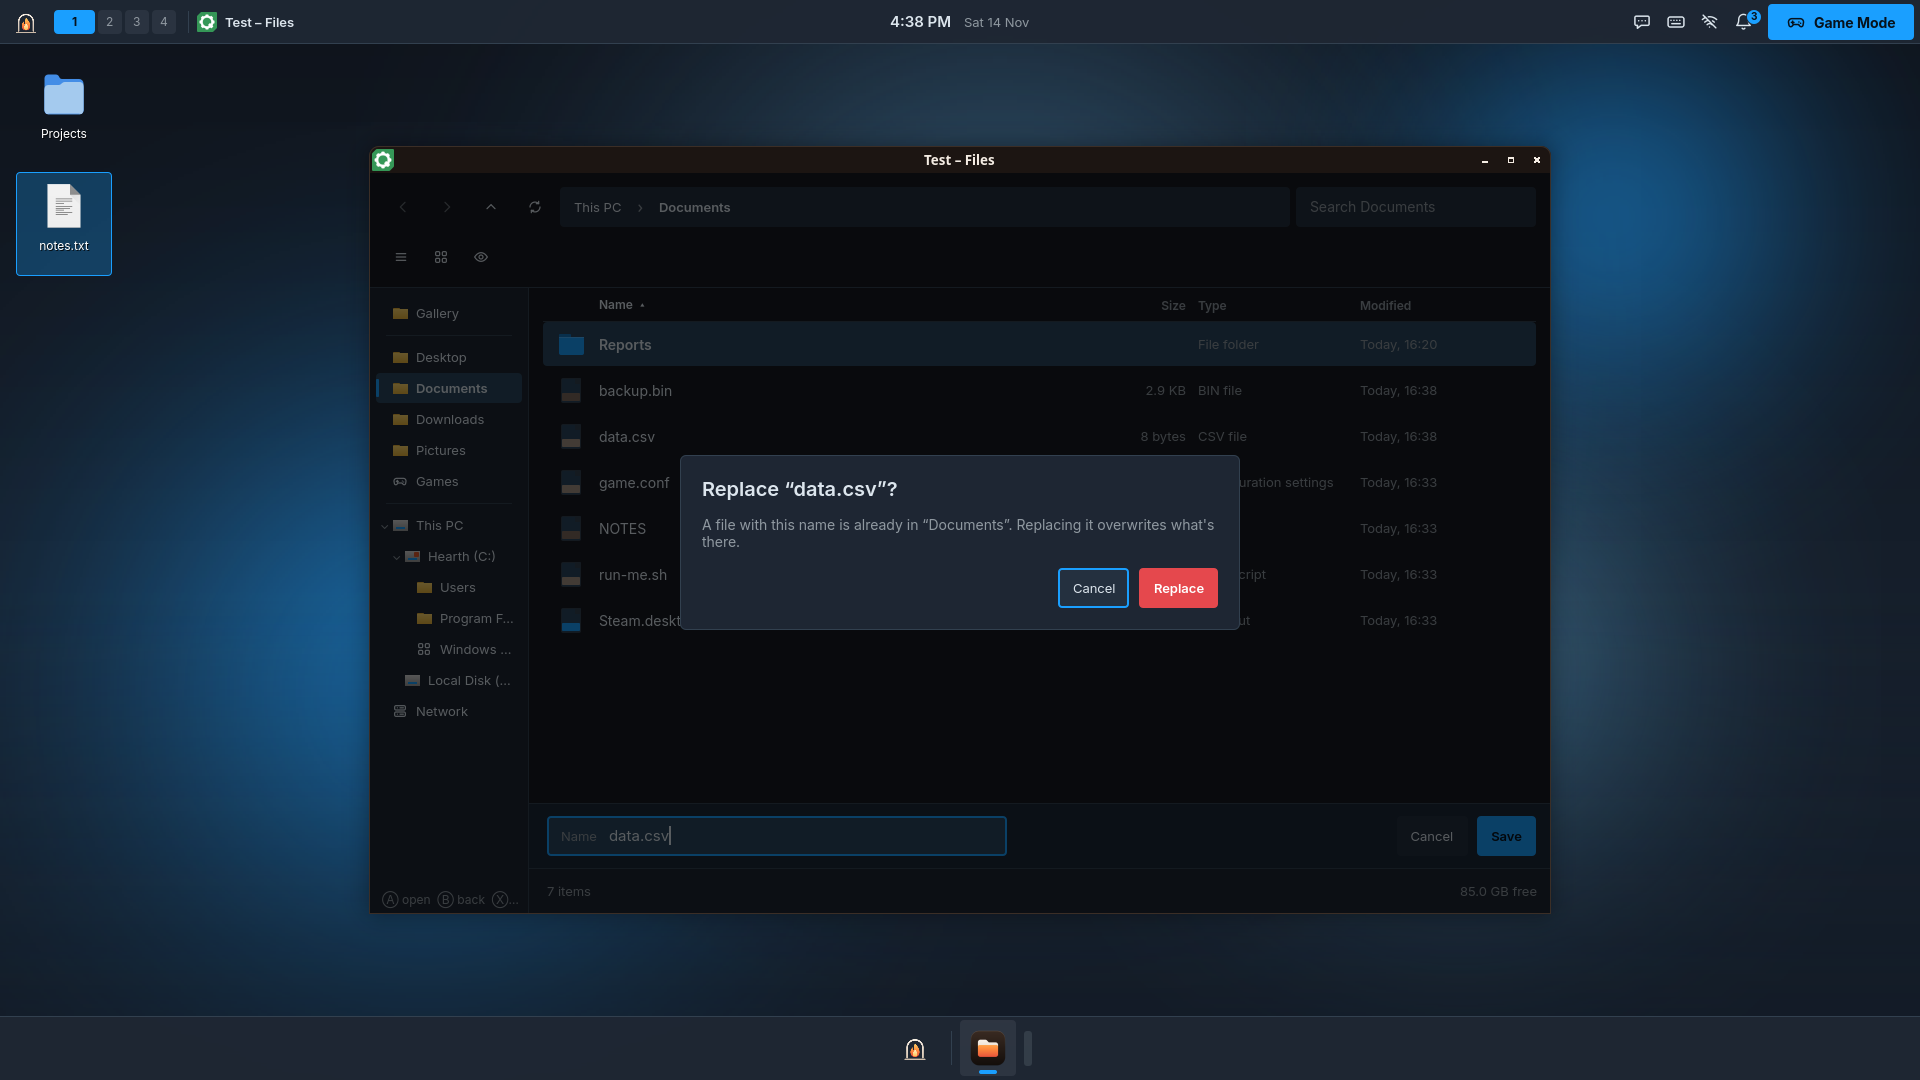 1 2 3 4 Test – Files
4:38 PM Sat 14 Nov
3 Game Mode
Projects
notes.txt
Test – Files
This PC › Documents
Search Documents
Gallery
Desktop
Documents
Downloads
Pictures
Games
This PC
Hearth (C:)
Users
Program F...
Windows ...
Local Disk (...
Network
A open B back X...
Name Size Type Modified
Reports File folder Today, 16:20
backup.bin 2.9 KB BIN file Today, 16:38
data.csv 8 bytes CSV file Today, 16:38
game.conf uration settings Today, 16:33
NOTES Today, 16:33
run-me.sh cript Today, 16:33
Steam.deskt ut Today, 16:33
Replace “data.csv”?
A file with this name is already in “Documents”. Replacing it overwrites what's
there.
Cancel Replace
Name data.csv
Cancel Save
7 items 85.0 GB free